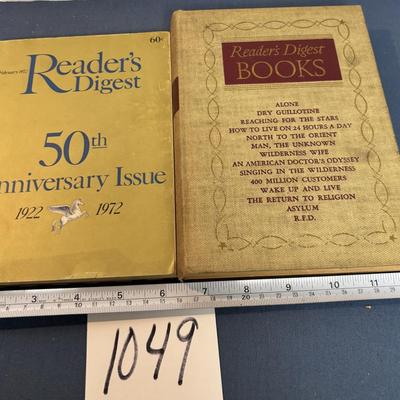 February 1972
60¢
Reader's
Digest
50th
Anniversary Issue
1922 1972
Reader's Digest
BOOKS
ALONE
DRY GUILLOTINE
REACHING FOR THE STARS
HOW TO LIVE ON 24 HOURS A DAY
NORTH TO THE ORIENT
MAN, THE UNKNOWN
WILDERNESS WIFE
AN AMERICAN DOCTOR'S ODYSSEY
SINGING IN THE WILDERNESS
400 MILLION CUSTOMERS
WAKE UP AND LIVE
THE RETURN TO RELIGION
ASYLUM
R.F.D.
3 4 5 6 7 8 9 10 11
1049